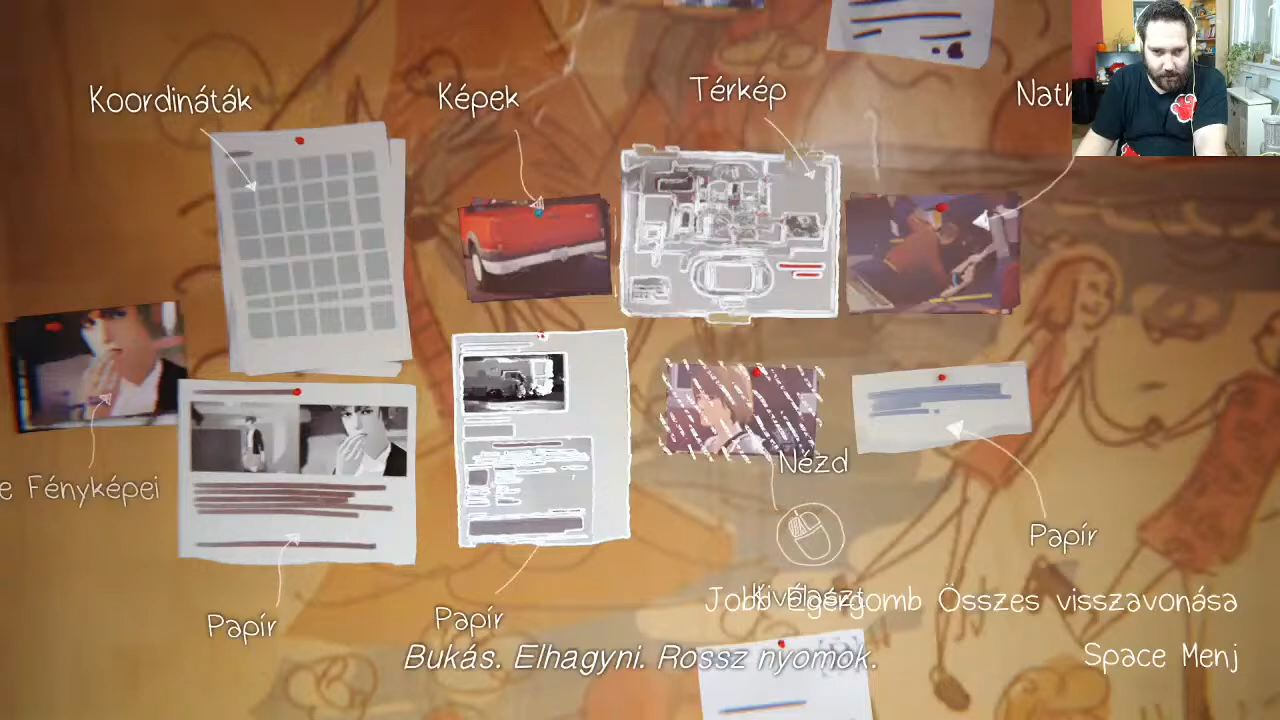 Koordináták
Képek
Térkép
Nath
Nézd
e Fényképei
Papír
Kiválaszt
Jobb Egérgomb Összes visszavonása
Papír
Papír
Bukás. Elhagyni. Rossz nyomok.
Space Menj